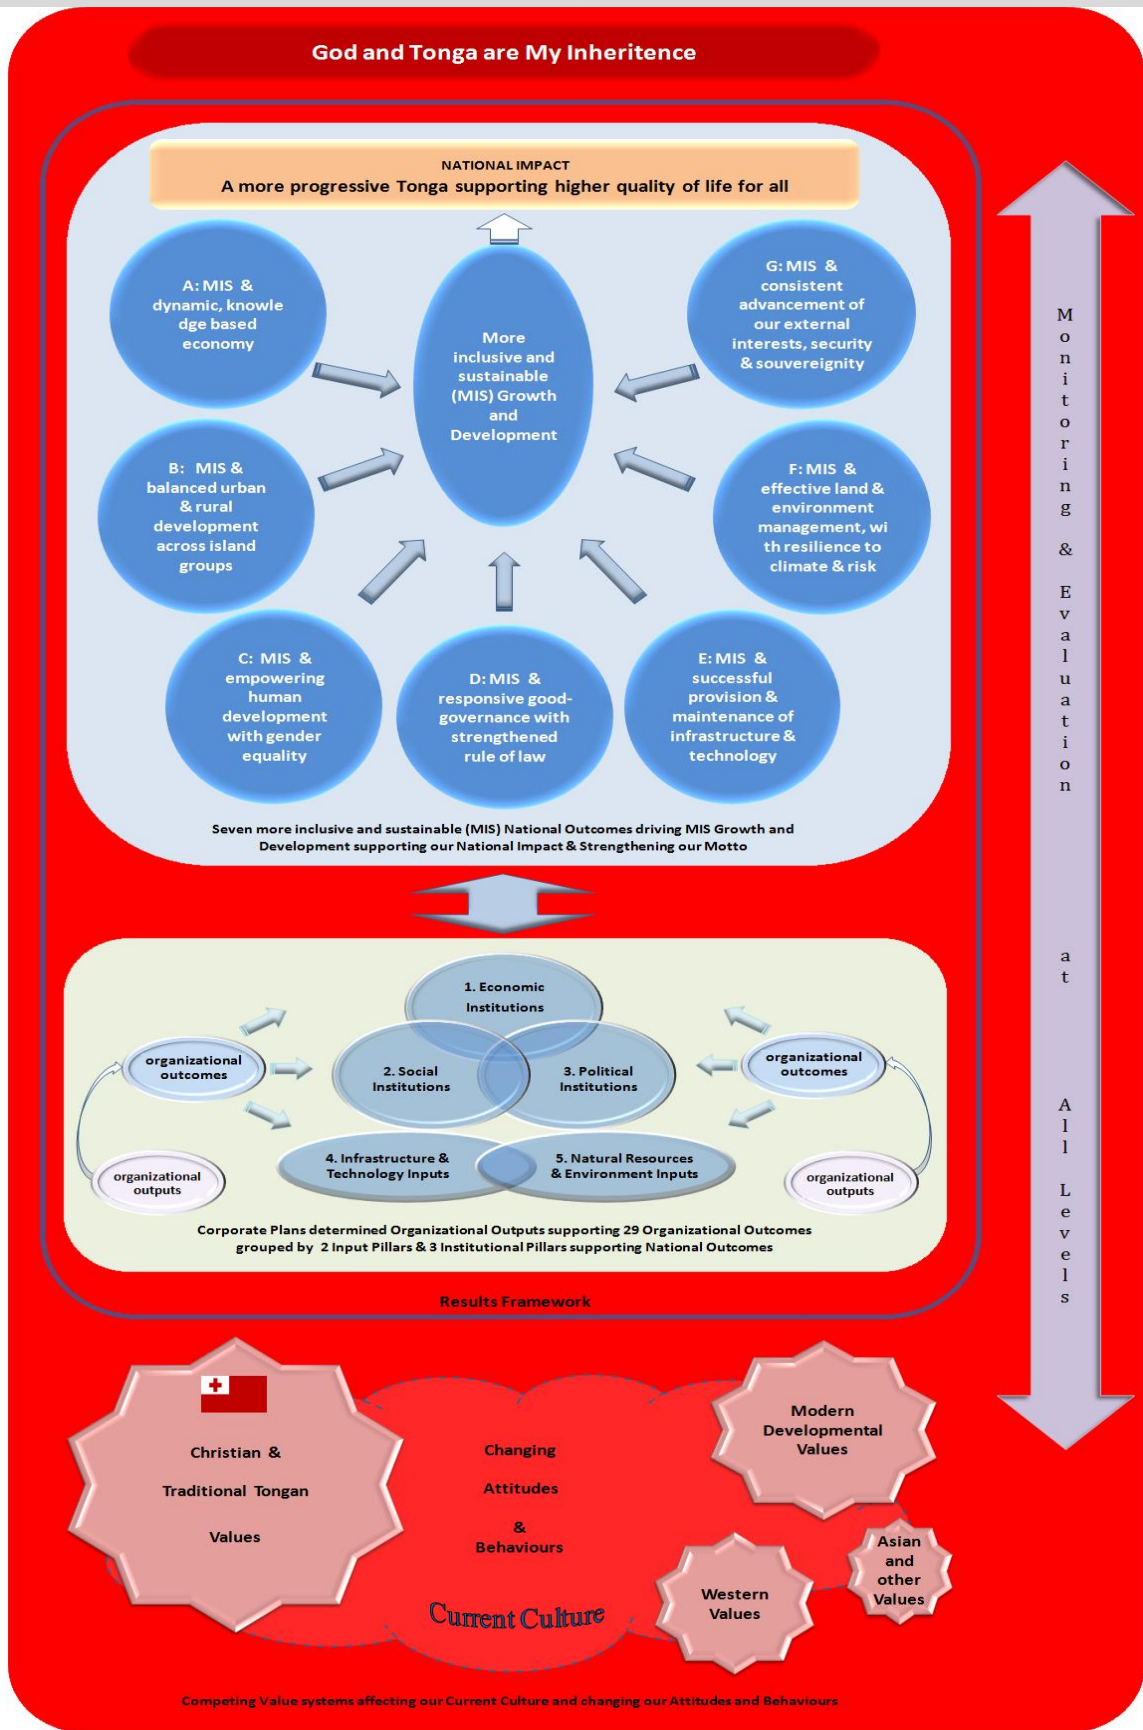 God and Tonga are My Inheritence
NATIONAL IMPACT
A more progressive Tonga supporting higher quality of life for all
A: MIS &
dynamic, knowle
dge based
economy
More
inclusive and
sustainable
(MIS) Growth
and
Development
G: MIS &
consistent
advancement of
our external
interests, security
& souvereignity
B: MIS &
balanced urban
& rural
development
across island
groups
F: MIS &
effective land &
environment
management, wi
th resilience to
climate & risk
C: MIS &
empowering
human
development
with gender
equality
D: MIS &
responsive good-
governance with
strengthened
rule of law
E: MIS &
successful
provision &
maintenance of
infrastructure &
technology
Seven more inclusive and sustainable (MIS) National Outcomes driving MIS Growth and
Development supporting our National Impact & Strengthening our Motto
1. Economic
Institutions
2. Social
Institutions
3. Political
Institutions
organizational
outcomes
organizational
outcomes
4. Infrastructure &
Technology Inputs
5. Natural Resources
& Environment Inputs
organizational
outputs
organizational
outputs
Corporate Plans determined Organizational Outputs supporting 29 Organizational Outcomes
grouped by 2 Input Pillars & 3 Institutional Pillars supporting National Outcomes
Results Framework
Monitoring & Evaluation at All Levels
Christian &
Traditional Tongan
Values
Changing
Attitudes
&
Behaviours
Current Culture
Modern
Developmental
Values
Western
Values
Asian
and
other
Values
Competing Value systems affecting our Current Culture and changing our Attitudes and Behaviours